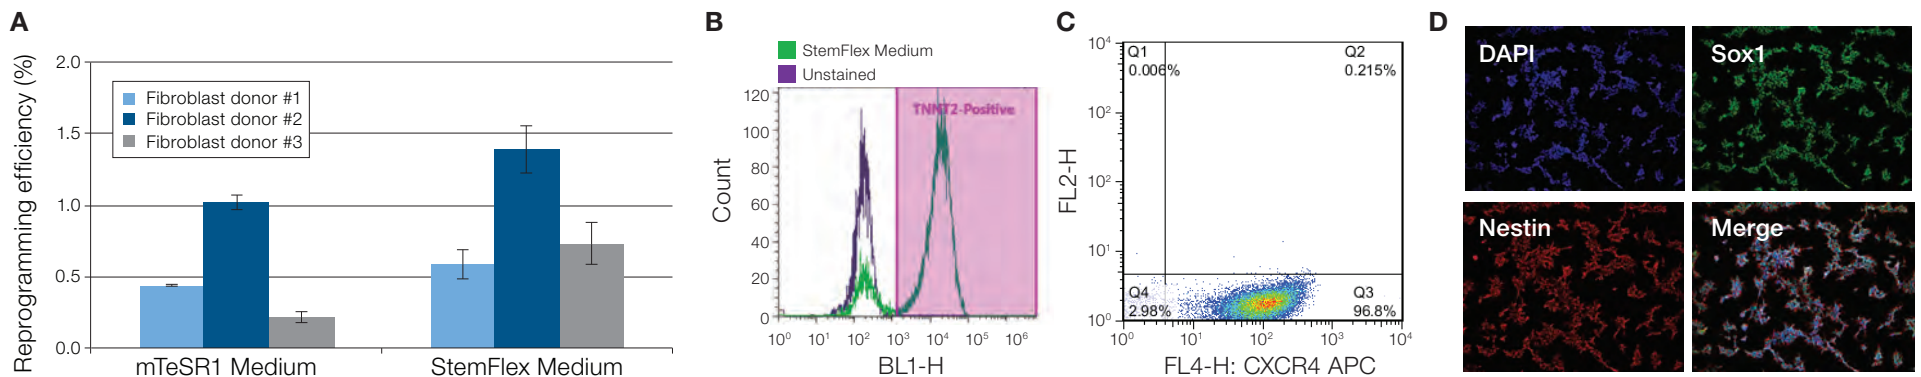 A
Reprogramming efficiency (%)
2.0
1.5
1.0
0.5
0.0
Fibroblast donor #1
Fibroblast donor #2
Fibroblast donor #3
mTeSR1 Medium
StemFlex Medium
B
StemFlex Medium
Unstained
TNNT2-Positive
Count
120
100
80
60
40
20
0
10⁰ 10¹ 10² 10³ 10⁴ 10⁵ 10⁶
BL1-H
C
FL2-H
10⁴
10²
10²
10¹
10⁰
Q1
0.006%
Q2
0.215%
Q4
2.98%
Q3
96.8%
10⁰ 10¹ 10² 10³ 10⁴
FL4-H: CXCR4 APC
D
DAPI
Sox1
Nestin
Merge